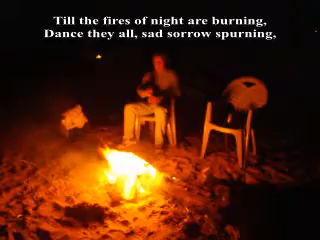 Till the fires of night are burning,
Dance they all, sad sorrow spurning,